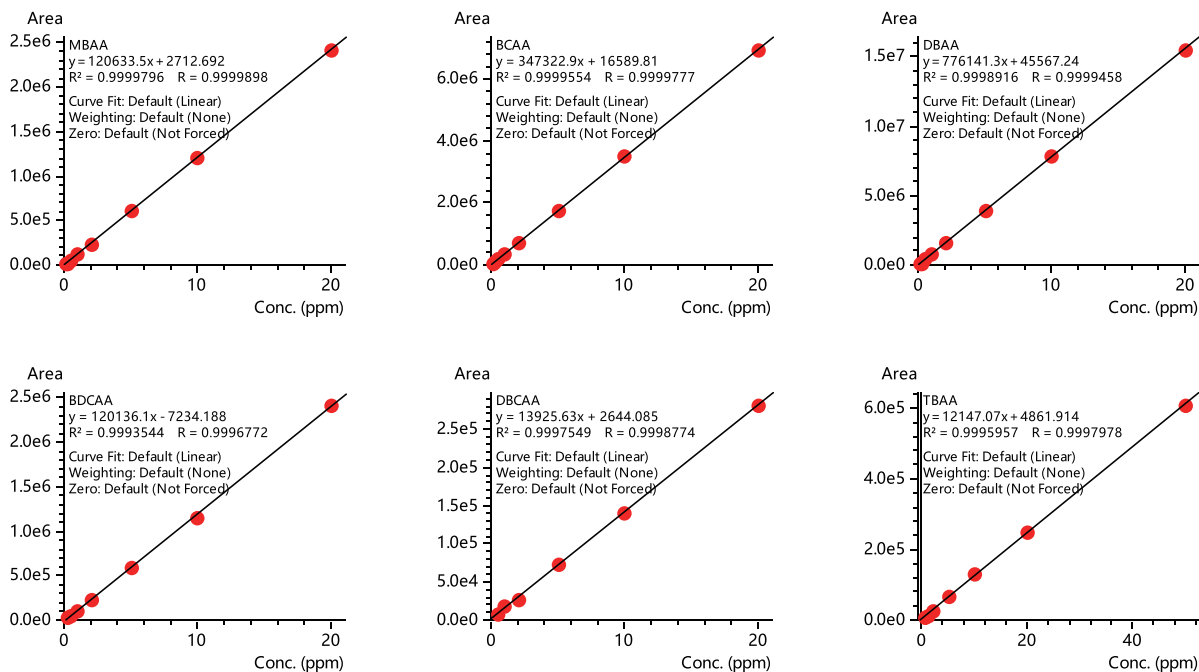 Area
MBAA
y = 120633.5x + 2712.692
R² = 0.9999796 R = 0.9999898
Curve Fit: Default (Linear)
Weighting: Default (None)
Zero: Default (Not Forced)
2.5e6
2.0e6
1.5e6
1.0e6
5.0e5
0.0e0
0 10 20
Conc. (ppm)
Area
BCAA
y = 347322.9x + 16589.81
R² = 0.9999554 R = 0.9999777
Curve Fit: Default (Linear)
Weighting: Default (None)
Zero: Default (Not Forced)
6.0e6
4.0e6
2.0e6
0.0e0
0 10 20
Conc. (ppm)
Area
DBAA
y = 776141.3x + 45567.24
R² = 0.9998916 R = 0.9999458
Curve Fit: Default (Linear)
Weighting: Default (None)
Zero: Default (Not Forced)
1.5e7
1.0e7
5.0e6
0.0e0
0 10 20
Conc. (ppm)
Area
BDCAA
y = 120136.1x - 7234.188
R² = 0.9993544 R = 0.9996772
Curve Fit: Default (Linear)
Weighting: Default (None)
Zero: Default (Not Forced)
2.5e6
2.0e6
1.5e6
1.0e6
5.0e5
0.0e0
0 10 20
Conc. (ppm)
Area
DBCAA
y = 13925.63x + 2644.085
R² = 0.9997549 R = 0.9998774
Curve Fit: Default (Linear)
Weighting: Default (None)
Zero: Default (Not Forced)
2.5e5
2.0e5
1.5e5
1.0e5
5.0e4
0.0e0
0 10 20
Conc. (ppm)
Area
TBAA
y = 12147.07x + 4861.914
R² = 0.9995957 R = 0.9997978
Curve Fit: Default (Linear)
Weighting: Default (None)
Zero: Default (Not Forced)
6.0e5
4.0e5
2.0e5
0.0e0
0 20 40
Conc. (ppm)